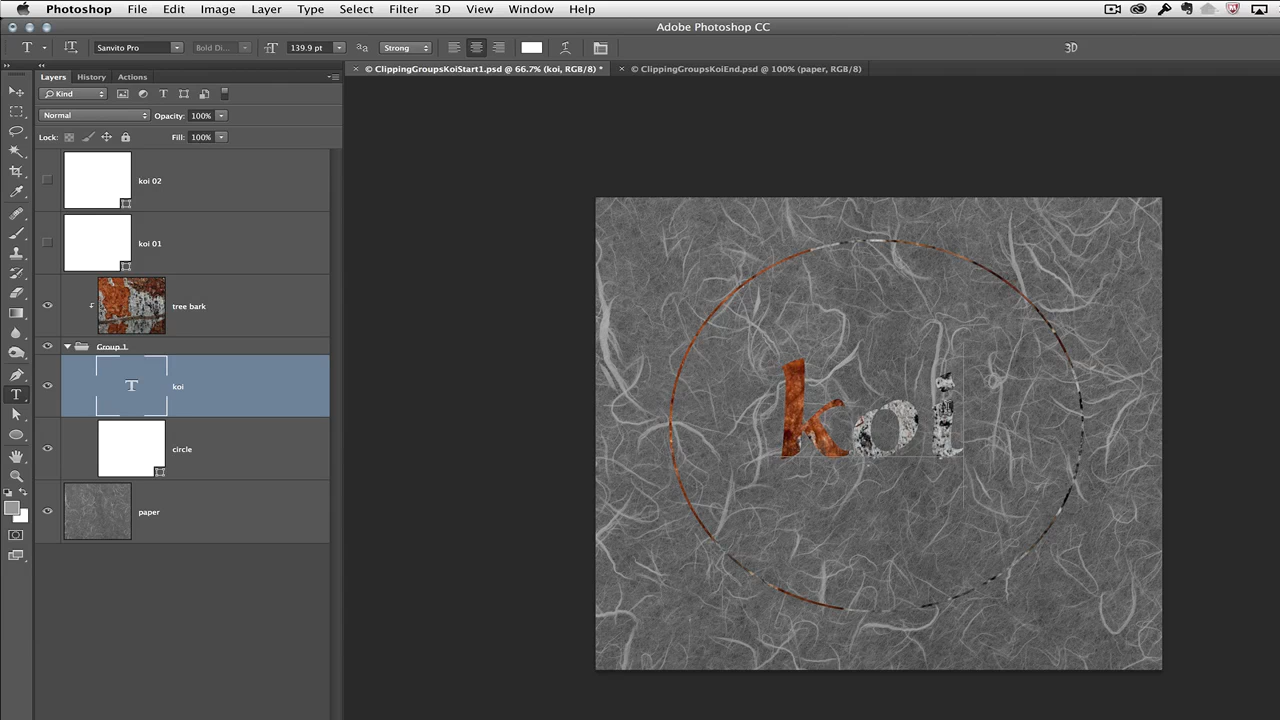 Photoshop File Edit Image Layer Type Select Filter 3D View Window Help
Adobe Photoshop CC
T Sanvito Pro Bold Di... 139.9 pt Strong 3D
© ClippingGroupsKoiStart1.psd @ 66.7% (koi, RGB/8) * © ClippingGroupsKoiEnd.psd @ 100% (paper, RGB/8)
Layers History Actions
Kind
Normal Opacity: 100%
Lock: Fill: 100%
koi 02
koi 01
tree bark
Group 1
koi
circle
paper
koi